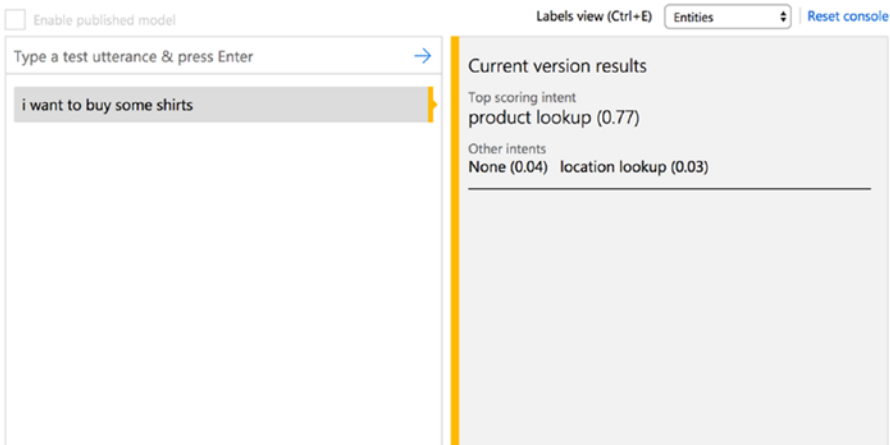 Enable published model
Labels view (Ctrl+E) Entities Reset console
Type a test utterance & press Enter
i want to buy some shirts
Current version results
Top scoring intent
product lookup (0.77)
Other intents
None (0.04) location lookup (0.03)